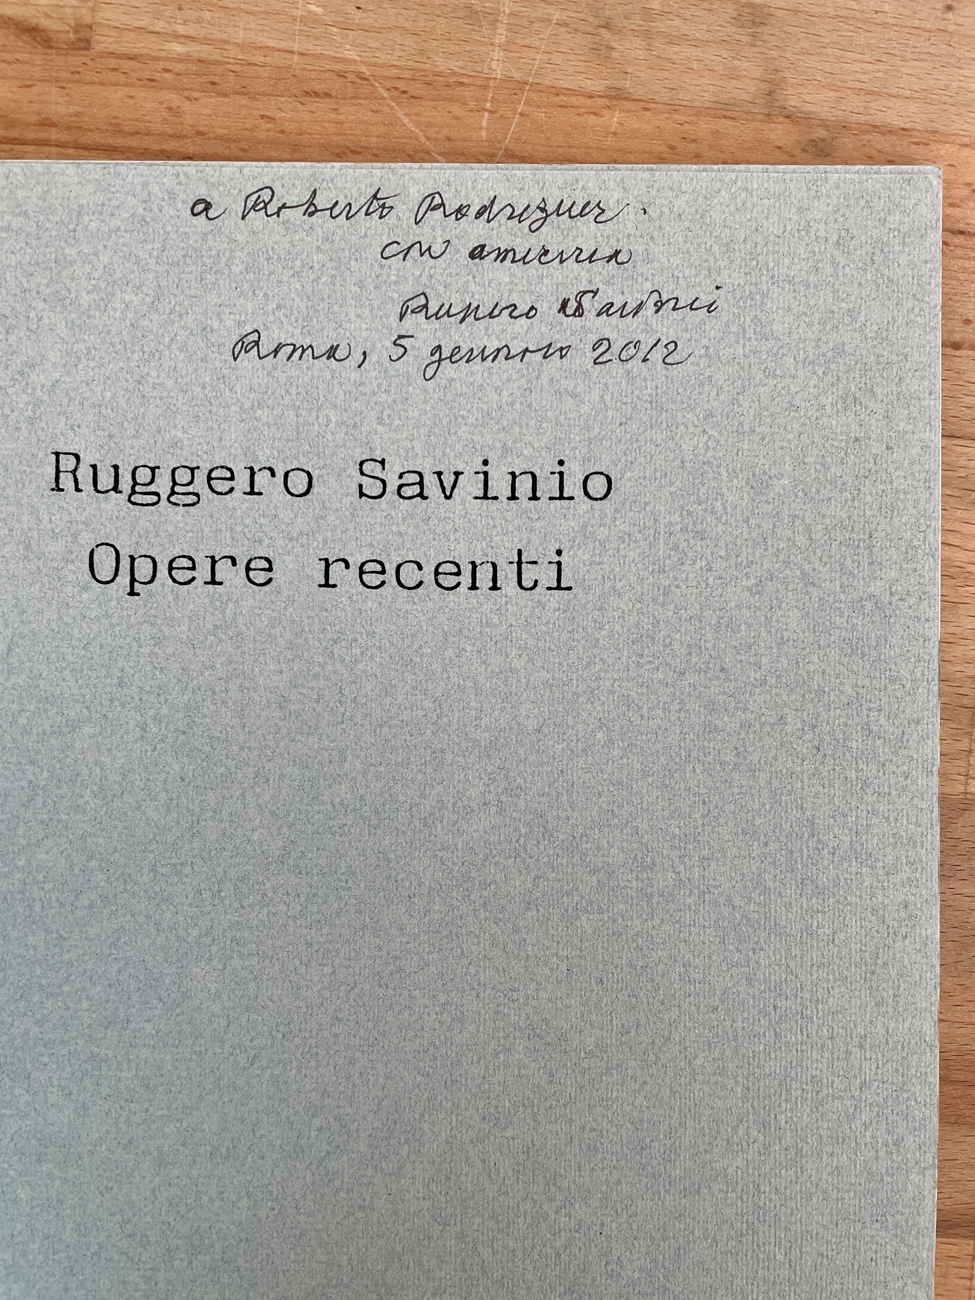 a Roberto Rodriguez.
con amicizia
Ruggero Savinio
Roma, 5 gennaio 2012
Ruggero Savinio
Opere recenti